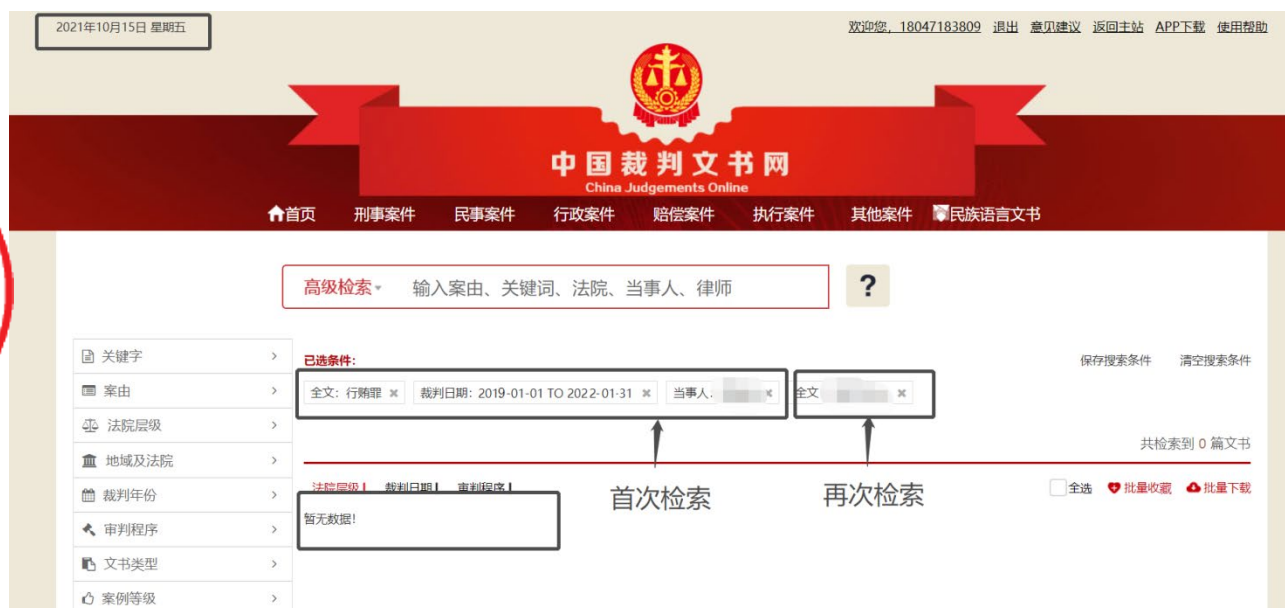 2021年10月15日 星期五
欢迎您，18047183809 退出 意见建议 返回主站 APP下载 使用帮助
中国裁判文书网
China Judgements Online
首页 刑事案件 民事案件 行政案件 赔偿案件 执行案件 其他案件 民族语言文书
高级检索 输入案由、关键词、法院、当事人、律师 ?
关键字
已选条件：
保存搜索条件 清空搜索条件
案由
全文：行贿罪 × 裁判日期：2019-01-01 TO 2022-01-31 × 当事人： × 全文 ×
法院层级
共检索到 0 篇文书
地域及法院
裁判年份
法院层级 裁判日期 审判程序
首次检索 再次检索
全选 批量收藏 批量下载
暂无数据!
审判程序
文书类型
案例等级